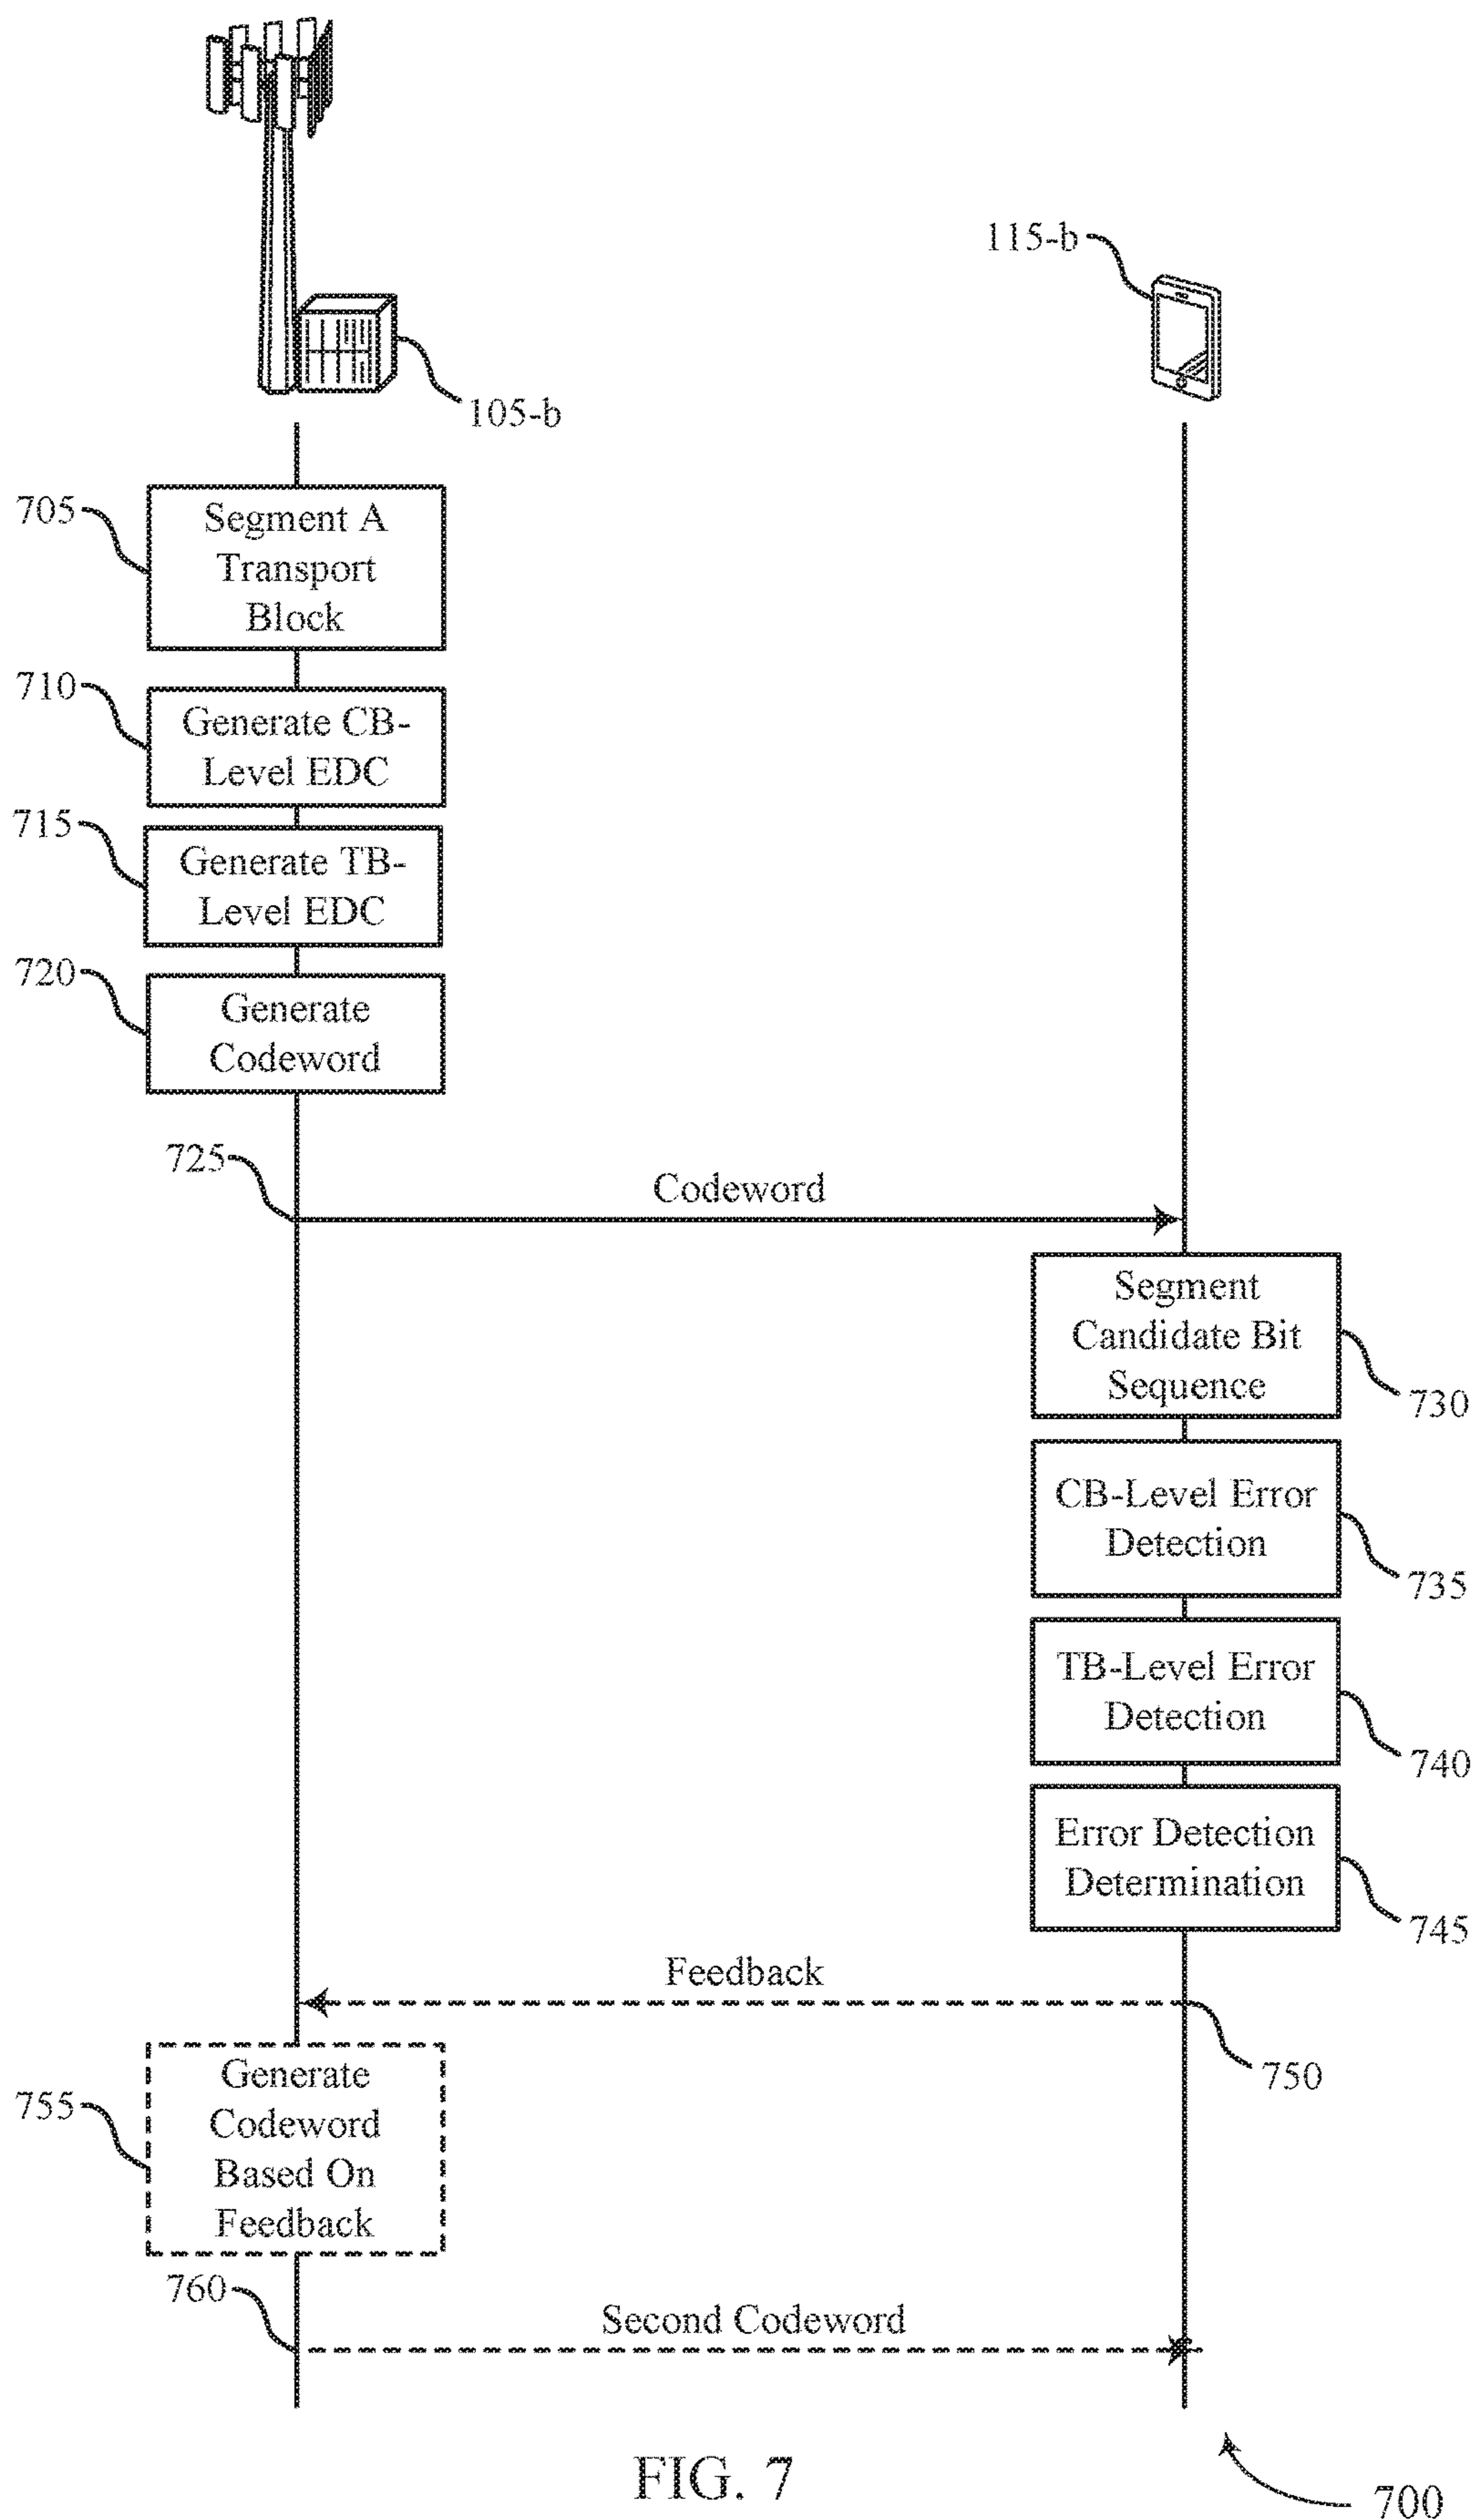 115-b
105-b
705
Segment A
Transport
Block
710
Generate CB-
Level EDC
715
Generate TB-
Level EDC
720
Generate
Codeword
725
Codeword
Segment
Candidate Bit
Sequence
730
CB-Level Error
Detection
735
TB-Level Error
Detection
740
Error Detection
Determination
745
Feedback
750
755
Generate
Codeword
Based On
Feedback
760
Second Codeword
FIG. 7
700